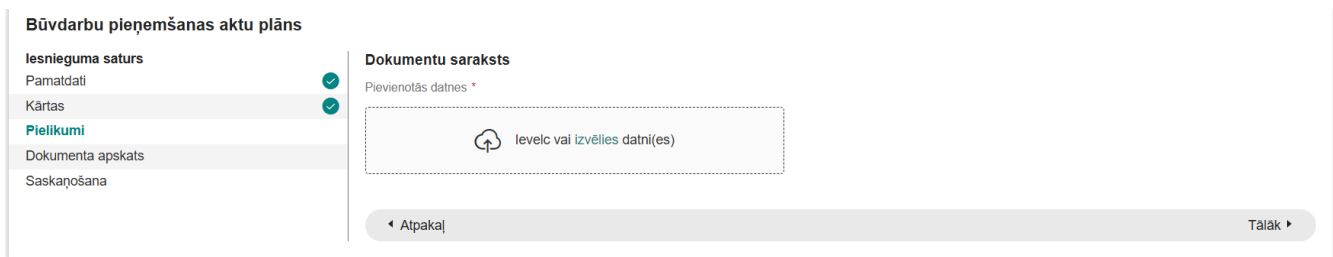 Būvdarbu pieņemšanas aktu plāns
Iesnieguma saturs
Pamatdati
Kārtas
Pielikumi
Dokumenta apskats
Saskaņošana
Dokumentu saraksts
Pievienotās datnes *
Ievelc vai izvēlies datni(es)
Atpakaļ
Tālāk